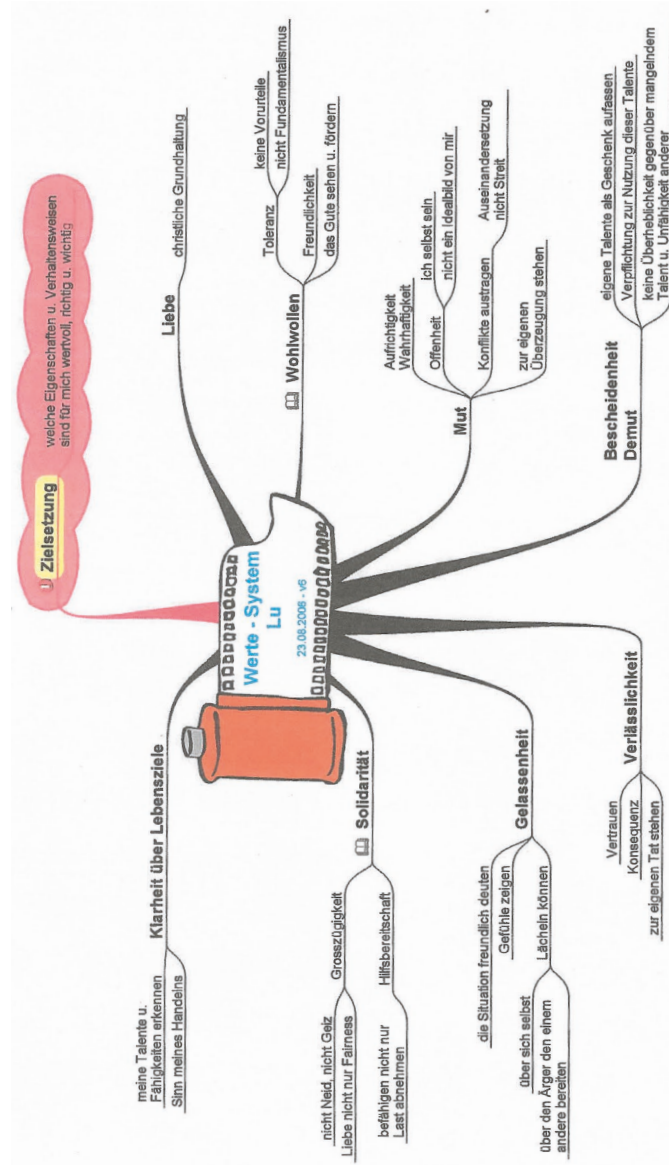 Zielsetzung
welche Eigenschaften u. Verhaltensweisen
sind für mich wertvoll, richtig u. wichtig
Werte - System
Lu
23.08.2006 - v6
Liebe
christliche Grundhaltung
Wohlwollen
Toleranz
keine Vorurteile
nicht Fundamentalismus
Freundlichkeit
das Gute sehen u. fördern
Mut
Aufrichtigkeit
Wahrhaftigkeit
Offenheit
ich selbst sein
nicht ein Idealbild von mir
Konflikte austragen
Auseinandersetzung
nicht Streit
zur eigenen
Überzeugung stehen
Bescheidenheit
Demut
eigene Talente als Geschenk auffassen
Verpflichtung zur Nutzung dieser Talente
keine Überheblichkeit gegenüber mangelndem
Talent u. Unfähigkeit anderer
Klarheit über Lebensziele
meine Talente u.
Fähigkeiten erkennen
Sinn meines Handelns
Solidarität
Grosszügigkeit
nicht Neid, nicht Geiz
Liebe nicht nur Fairness
Hilfsbereitschaft
befähigen nicht nur
Last abnehmen
Gelassenheit
die Situation freundlich deuten
Gefühle zeigen
Lächeln können
über sich selbst
über den Ärger den einem
andere bereiten
Verlässlichkeit
Vertrauen
Konsequenz
zur eigenen Tat stehen